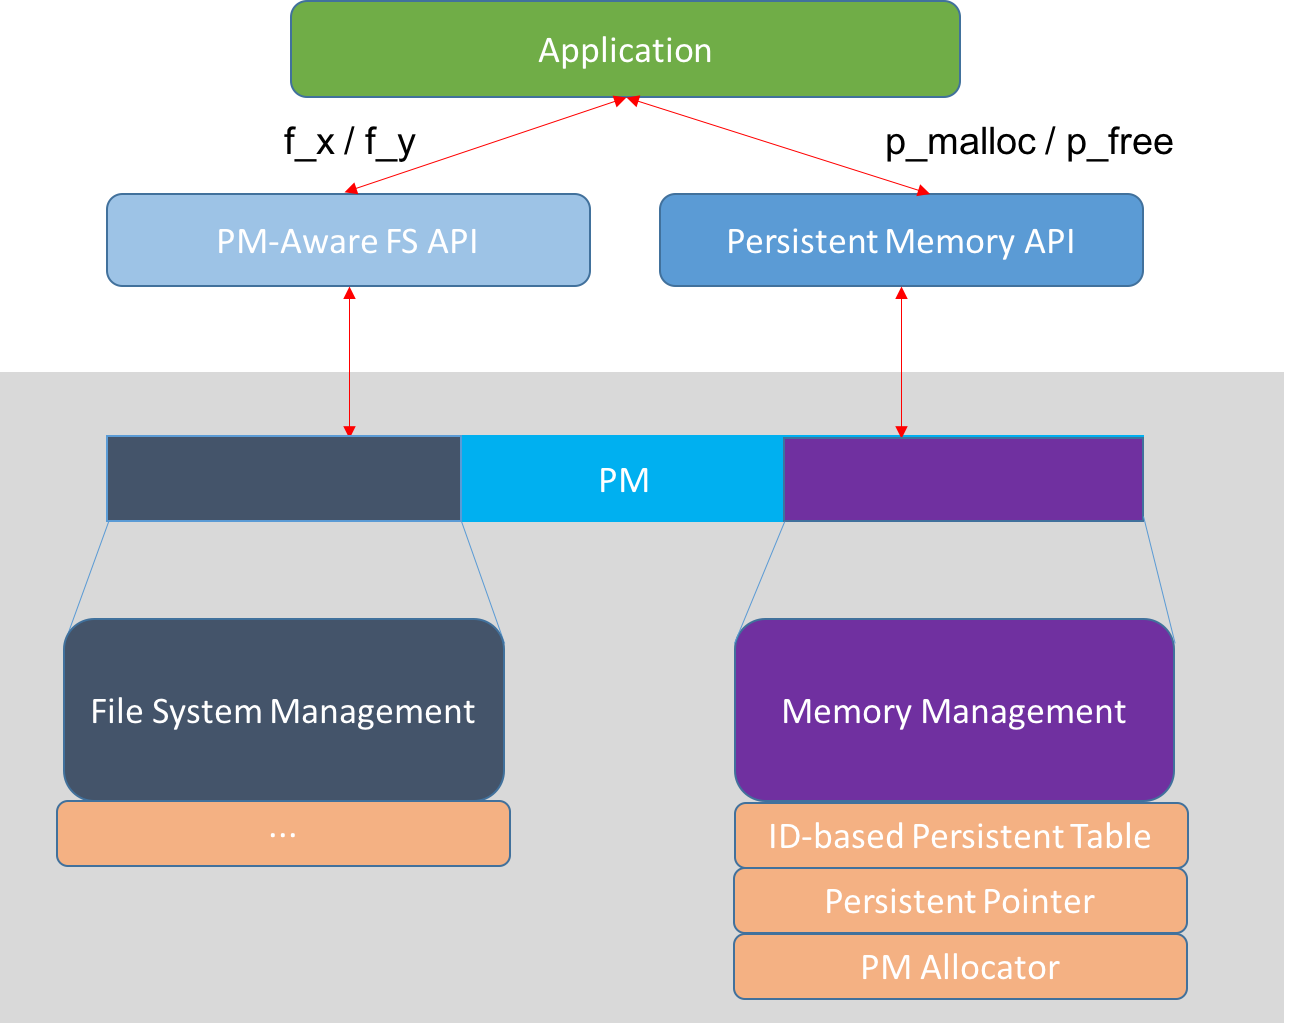 Application
f_x / f_y
p_malloc / p_free
PM-Aware FS API
Persistent Memory API
PM
File System Management
Memory Management
...
ID-based Persistent Table
Persistent Pointer
PM Allocator